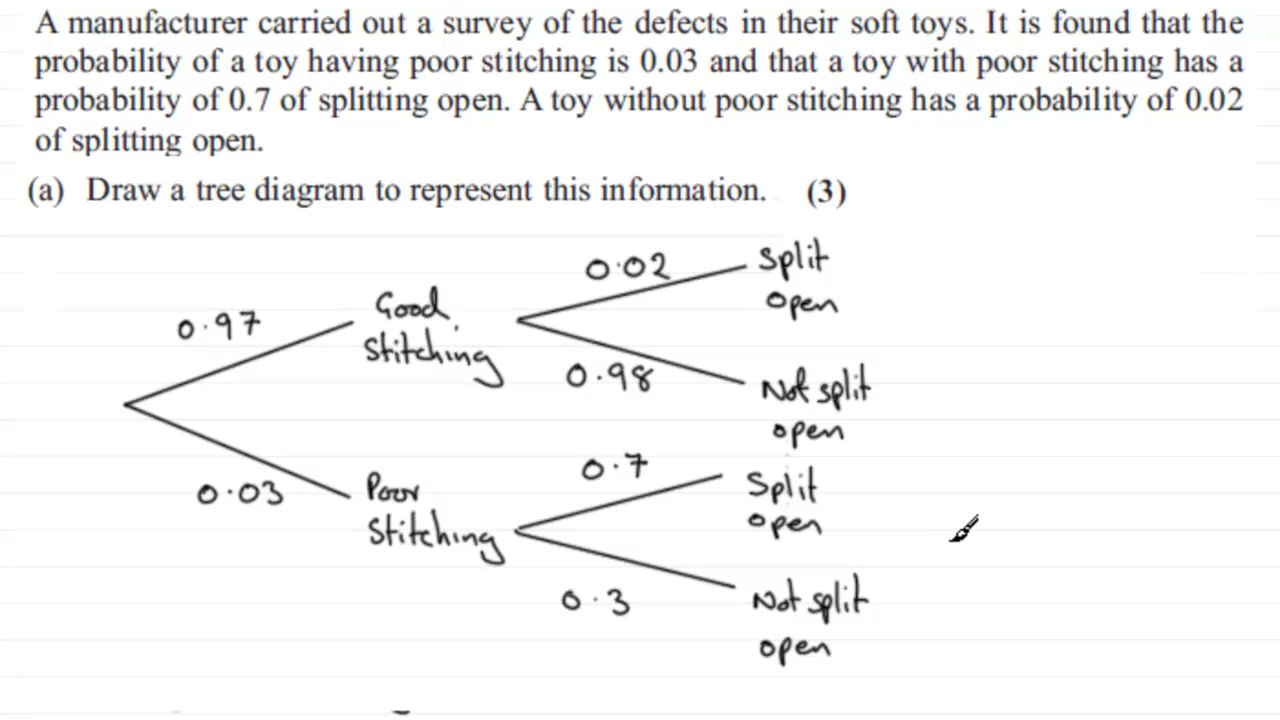 A manufacturer carried out a survey of the defects in their soft toys. It is found that the
probability of a toy having poor stitching is 0.03 and that a toy with poor stitching has a
probability of 0.7 of splitting open. A toy without poor stitching has a probability of 0.02
of splitting open.
(a) Draw a tree diagram to represent this information. (3)
0.97
Good
Stitching
0.02
Split
open
0.98
Not split
open
0.03
Poor
Stitching
0.7
Split
open
0.3
Not split
open